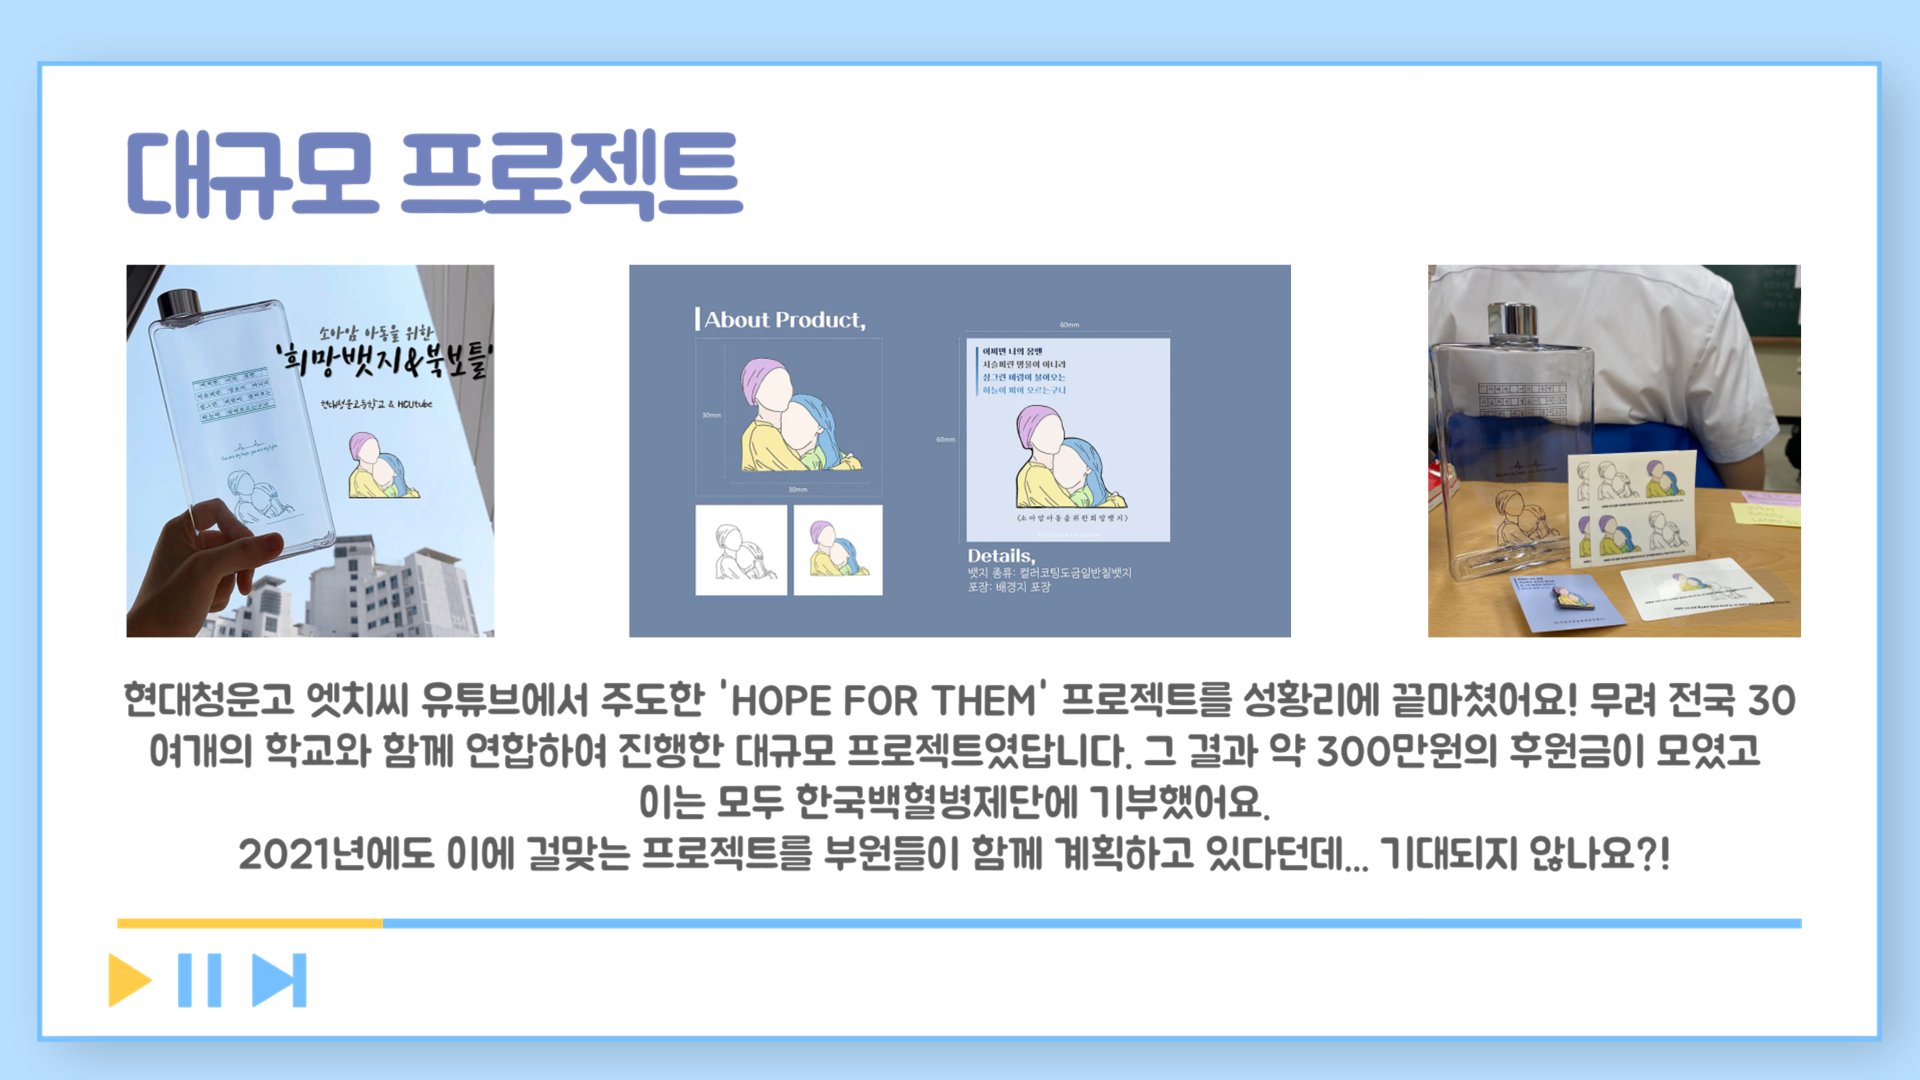 대규모 프로젝트
소아암 아동을 위한
'희망뱃지&북보틀'
현대청운고등학교 & HCUtube
About Product,
30mm
30mm
60mm
60mm
어쩌면 너의 몸엔
사슬퍼런 멍울이 아니라
싱그런 바람이 불어오는
하늘이 피어 오르는구나
<소아암아동을위한희망뱃지>
Details,
뱃지 종류: 컬러코팅도금일반칠뱃지
포장: 배경지 포장
현대청운고 엣치씨 유튜브에서 주도한 'HOPE FOR THEM' 프로젝트를 성황리에 끝마쳤어요! 무려 전국 30
여개의 학교와 함께 연합하여 진행한 대규모 프로젝트였답니다. 그 결과 약 300만원의 후원금이 모였고
이는 모두 한국백혈병제단에 기부했어요.
2021년에도 이에 걸맞는 프로젝트를 부원들이 함께 계획하고 있다던데... 기대되지 않나요?!